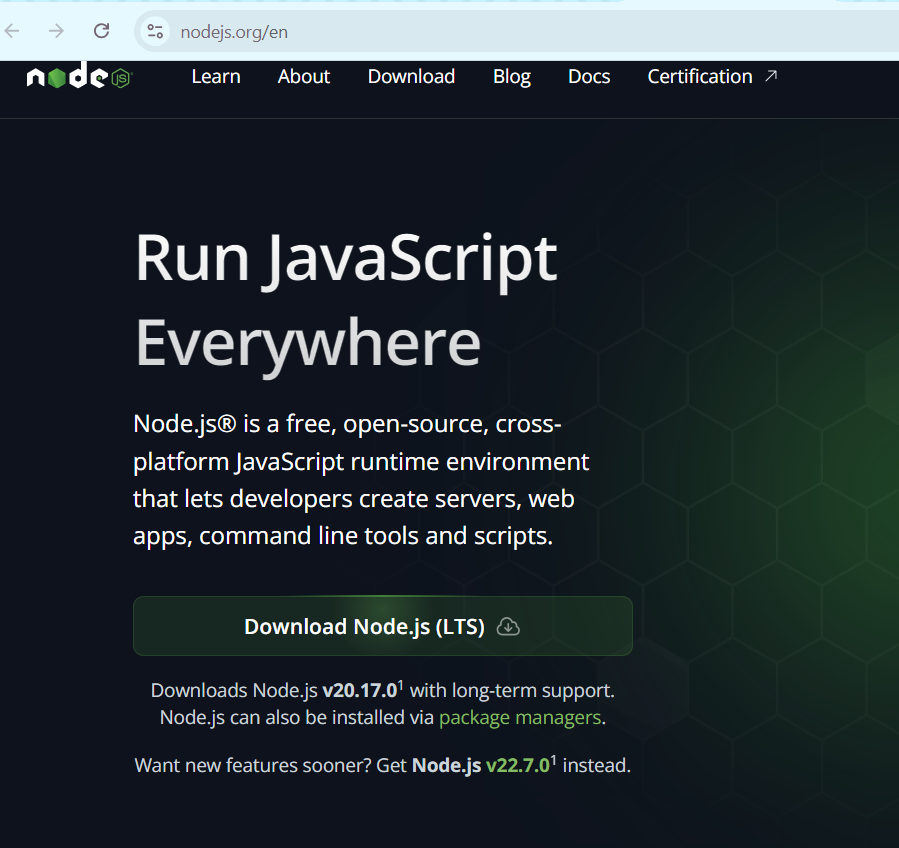 nodejs.org/en
node JS Learn About Download Blog Docs Certification ↗
Run JavaScript
Everywhere
Node.js® is a free, open-source, cross-
platform JavaScript runtime environment
that lets developers create servers, web
apps, command line tools and scripts.
Download Node.js (LTS)
Downloads Node.js v20.17.0¹ with long-term support.
Node.js can also be installed via package managers.
Want new features sooner? Get Node.js v22.7.0¹ instead.